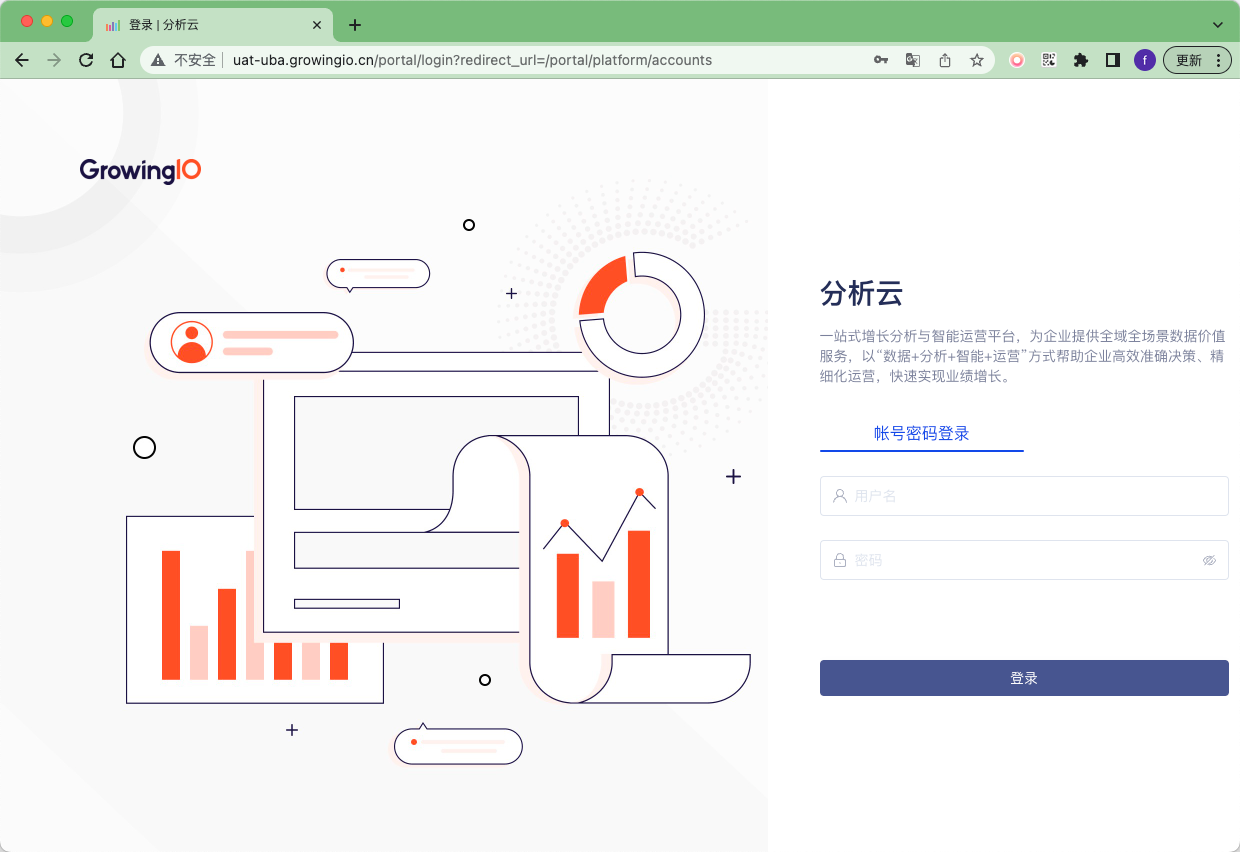 登录 | 分析云
不安全 uat-uba.growingio.cn/portal/login?redirect_url=/portal/platform/accounts
f
更新
GrowingIO
分析云
一站式增长分析与智能运营平台，为企业提供全域全场景数据价值
服务，以“数据+分析+智能+运营”方式帮助企业高效准确决策、精
细化运营，快速实现业绩增长。
帐号密码登录
用户名
密码
登录